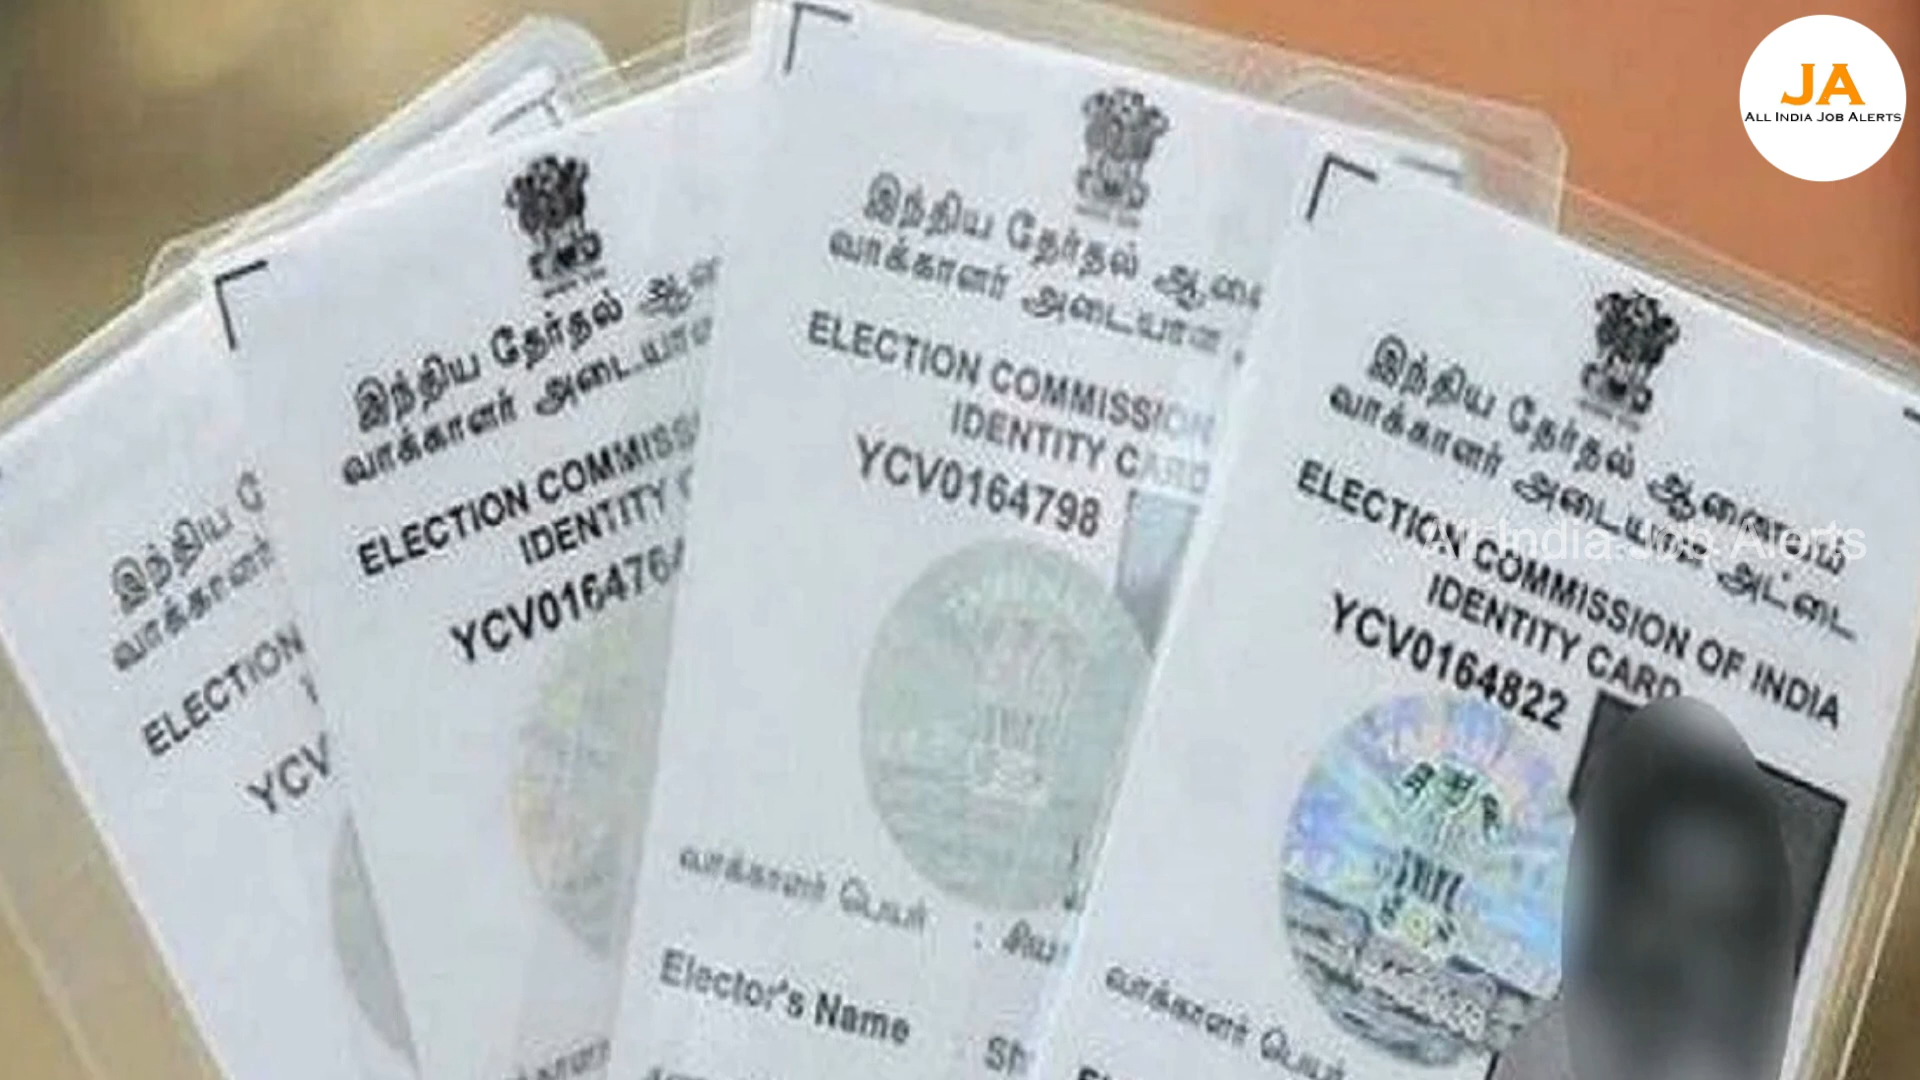 JA
ALL INDIA JOB ALERTS
இந்திய
வாக்காளர்
ELECTION
YCV
இந்திய தேர்தல்
வாக்காளர் அடையாள
ELECTION COMMISS
IDENTITY
YCV016476
இந்திய தேர்தல்
வாக்காளர் அடையாள
ELECTION COMMISSION
IDENTITY CARD
YCV0164798
வாக்காளர் பெயர் :
Elector's Name
இந்திய தேர்தல் ஆணையம்
வாக்காளர் அடையாள அட்டை
All India Job Alerts
ELECTION COMMISSION OF INDIA
IDENTITY CARD
YCV0164822
வாக்காளர் பெயர்